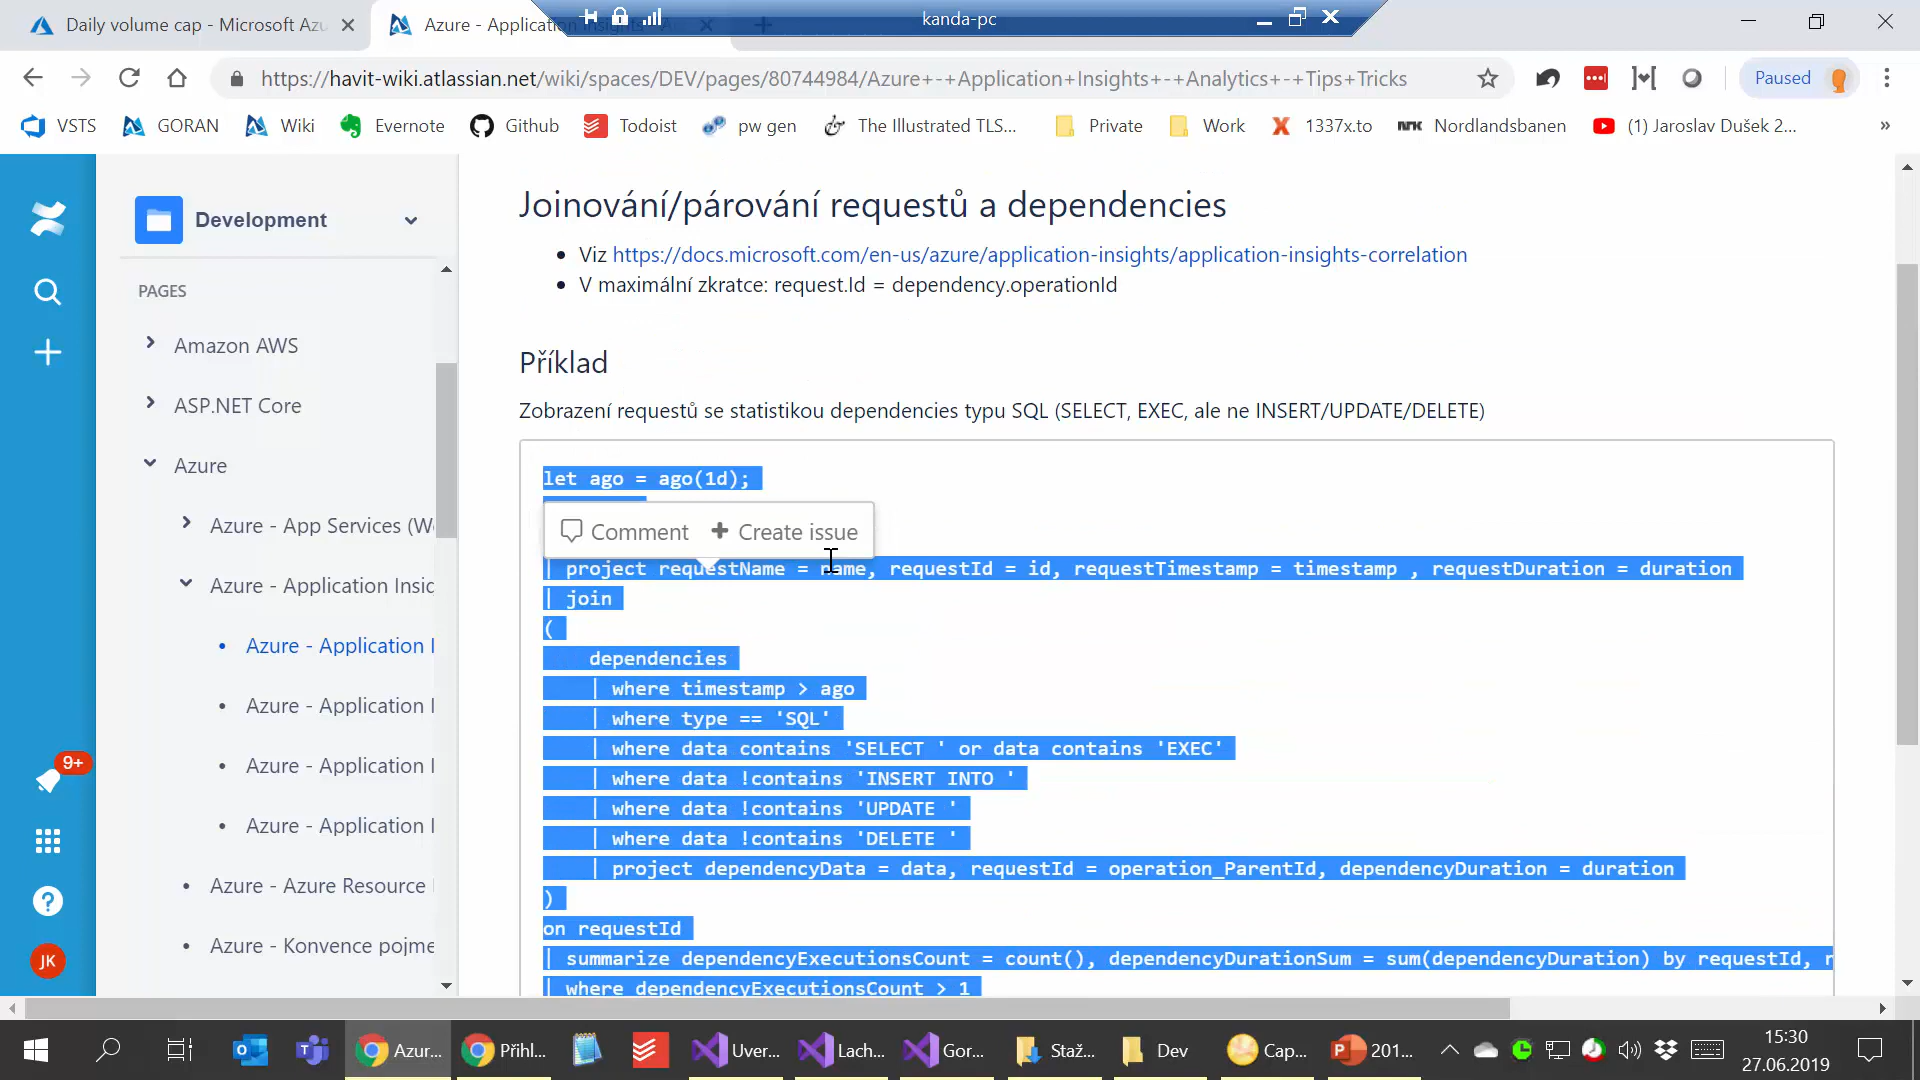 Daily volume cap - Microsoft Azu
Azure - Application Insights
kanda-pc
https://havit-wiki.atlassian.net/wiki/spaces/DEV/pages/80744984/Azure+-+Application+Insights+-+Analytics+-+Tips+Tricks
Paused
VSTS
GORAN
Wiki
Evernote
Github
Todoist
pw gen
The Illustrated TLS...
Private
Work
1337x.to
NRK
Nordlandsbanen
(1) Jaroslav Dušek 2...
»
Development
PAGES
Amazon AWS
ASP.NET Core
Azure
Azure - App Services (W
Azure - Application Insig
Azure - Application I
Azure - Application I
Azure - Application I
Azure - Application I
Azure - Azure Resource
Azure - Konvence pojme
9+
JK
Joinování/párování requestů a dependencies
• Viz https://docs.microsoft.com/en-us/azure/application-insights/application-insights-correlation
• V maximální zkratce: request.Id = dependency.operationId
Příklad
Zobrazení requestů se statistikou dependencies typu SQL (SELECT, EXEC, ale ne INSERT/UPDATE/DELETE)
let ago = ago(1d);
Comment
Create issue
| project requestName = name, requestId = id, requestTimestamp = timestamp , requestDuration = duration
| join
(
dependencies
| where timestamp > ago
| where type == 'SQL'
| where data contains 'SELECT ' or data contains 'EXEC'
| where data !contains 'INSERT INTO '
| where data !contains 'UPDATE '
| where data !contains 'DELETE '
| project dependencyData = data, requestId = operation_ParentId, dependencyDuration = duration
)
on requestId
| summarize dependencyExecutionsCount = count(), dependencyDurationSum = sum(dependencyDuration) by requestId, r
| where dependencyExecutionsCount > 1
Azur...
Přihl...
Uver...
Lach...
Gor...
Staž...
Dev
Cap...
201...
15:30
27.06.2019